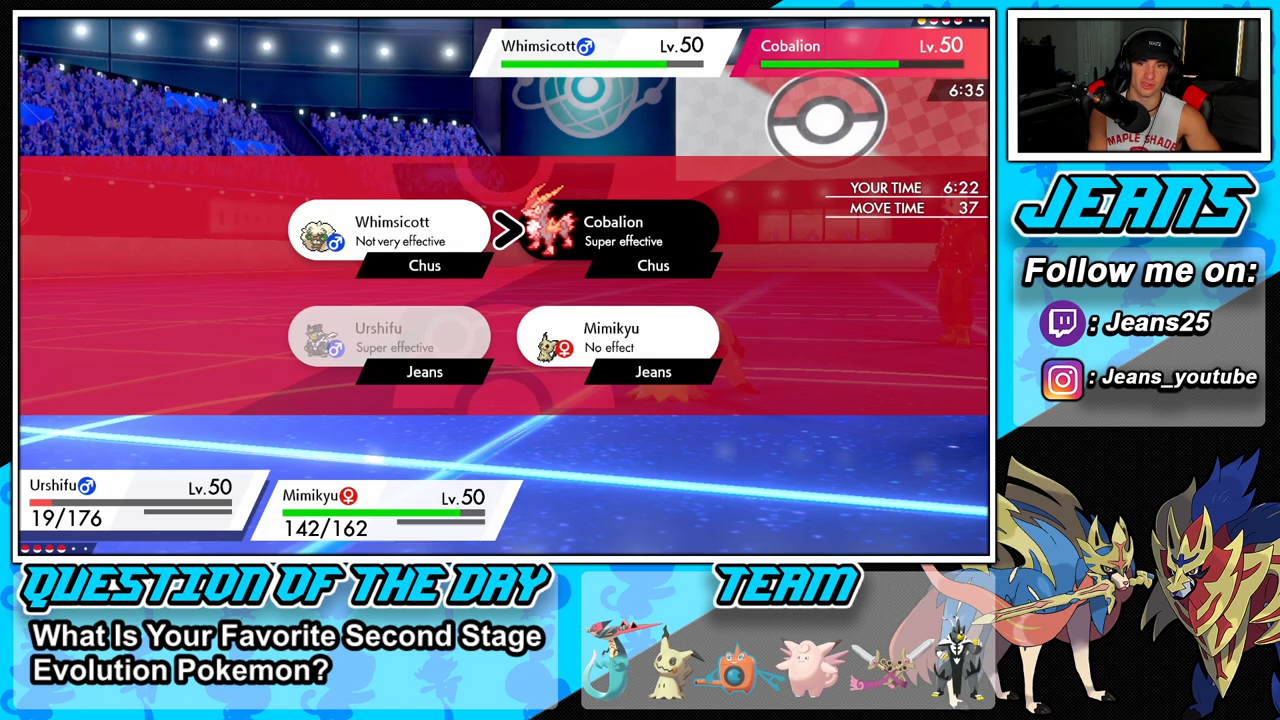 Whimsicott♂ Lv. 50
Cobalion Lv. 50
6:35
YOUR TIME 6:22
MOVE TIME 37
Whimsicott
Not very effective
Chus
Cobalion
Super effective
Chus
Urshifu
Super effective
Jeans
Mimikyu
No effect
Jeans
Urshifu♂ Lv. 50
19/176
Mimikyu♀ Lv. 50
142/162
MAPLE SHADE
JEANS
Follow me on:
: Jeans25
: Jeans_youtube
QUESTION OF THE DAY
What Is Your Favorite Second Stage
Evolution Pokemon?
TEAM